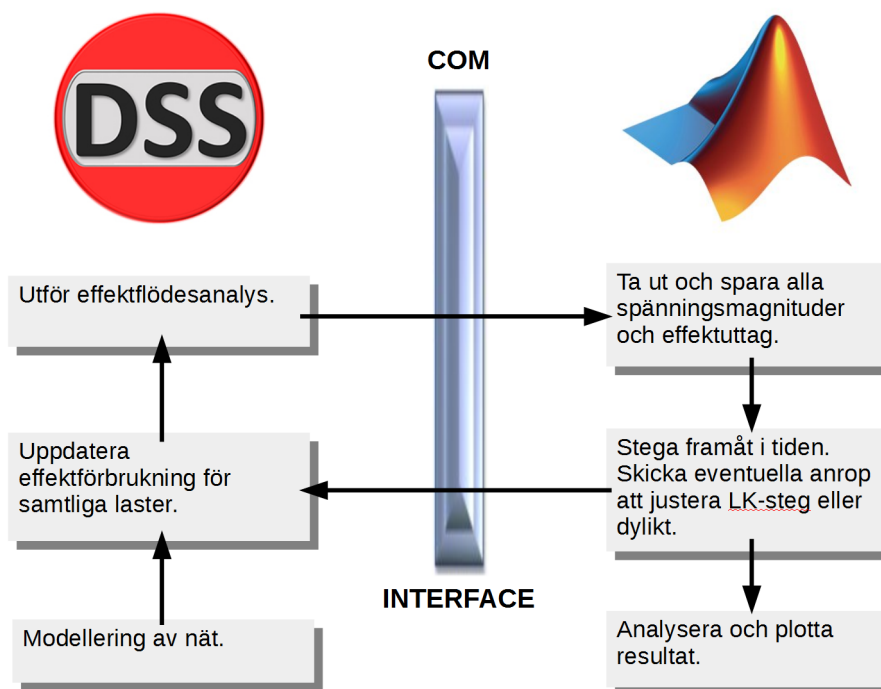 DSS
COM
Utför effektflödesanalys.
Ta ut och spara alla
spänningsmagnituder
och effektuttag.
Uppdatera
effektförbrukning för
samtliga laster.
Stega framåt i tiden.
Skicka eventuella anrop
att justera LK-steg eller
dylikt.
INTERFACE
Modellering av nät.
Analysera och plotta
resultat.